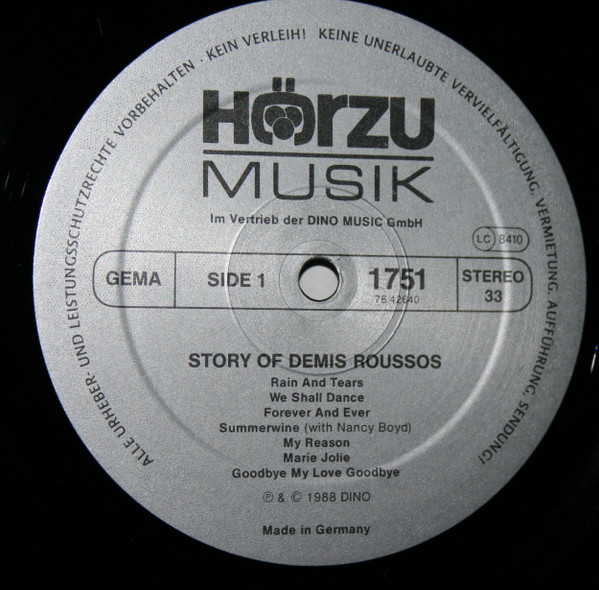 ALLE URHEBER- UND LEISTUNGSSCHUTZRECHTE VORBEHALTEN · KEIN VERLEIH! KEINE UNERLAUBTE VERVIELFÄLTIGUNG, VERMIETUNG, AUFFÜHRUNG, SENDUNG!
HÖRZU
MUSIK
Im Vertrieb der DINO MUSIC GmbH
LC 8410
GEMA SIDE 1 1751 STEREO
76.42640 33
STORY OF DEMIS ROUSSOS
Rain And Tears
We Shall Dance
Forever And Ever
Summerwine (with Nancy Boyd)
My Reason
Marie Jolie
Goodbye My Love Goodbye
℗ & © 1988 DINO
Made in Germany